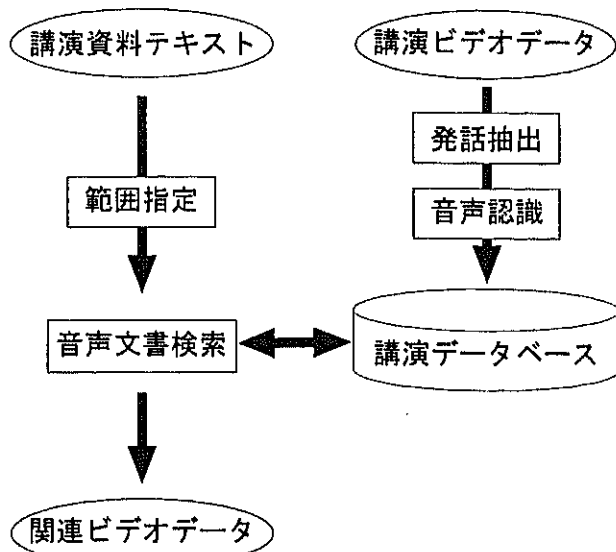 講演資料テキスト
講演ビデオデータ
発話抽出
範囲指定
音声認識
音声文書検索
講演データベース
関連ビデオデータ